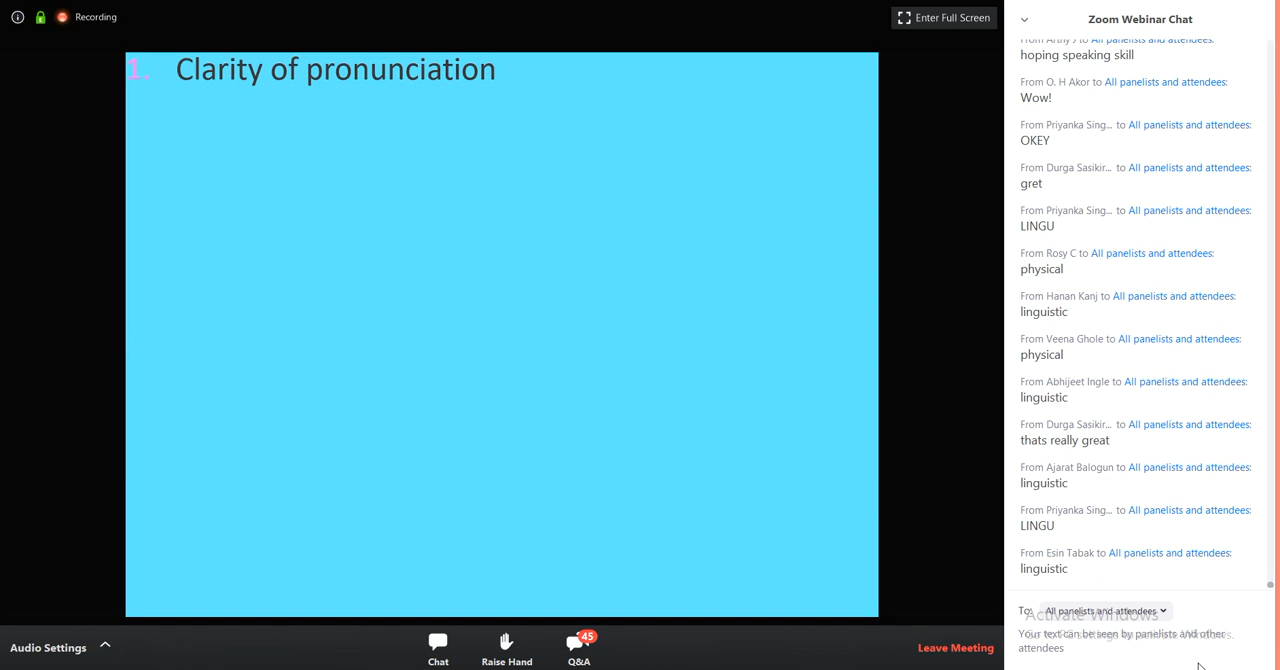 Recording
Enter Full Screen
1. Clarity of pronunciation
Audio Settings
Chat
Raise Hand
45
Q&A
Leave Meeting
Zoom Webinar Chat
From Arthy J to All panelists and attendees:
hoping speaking skill
From O. H Akor to All panelists and attendees:
Wow!
From Priyanka Sing... to All panelists and attendees:
OKEY
From Durga Sasikir... to All panelists and attendees:
gret
From Priyanka Sing... to All panelists and attendees:
LINGU
From Rosy C to All panelists and attendees:
physical
From Hanan Kanj to All panelists and attendees:
linguistic
From Veena Ghole to All panelists and attendees:
physical
From Abhijeet Ingle to All panelists and attendees:
linguistic
From Durga Sasikir... to All panelists and attendees:
thats really great
From Ajarat Balogun to All panelists and attendees:
linguistic
From Priyanka Sing... to All panelists and attendees:
LINGU
From Esin Tabak to All panelists and attendees:
linguistic
To: All panelists and attendees
Activate Windows
Go to PC settings to activate Windows.
Your text can be seen by panelists and other
attendees